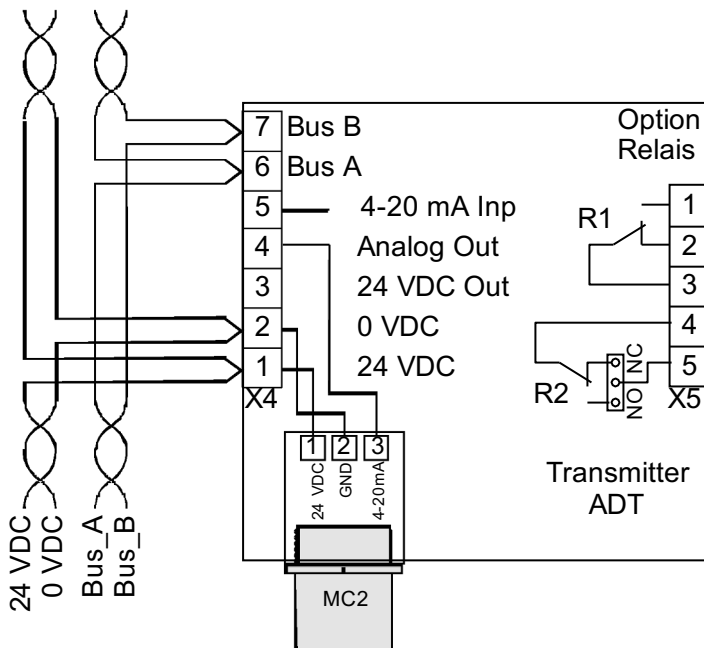 7 Bus B
6 Bus A
5 4-20 mA Inp
4 Analog Out
3 24 VDC Out
2 0 VDC
1 24 VDC
X4
Option
Relais
R1
1
2
3
4
5
X5
R2
NC
NO
1 2 3
24 VDC
GND
4-20mA
Transmitter
ADT
MC2
24 VDC
0 VDC
Bus_A
Bus_B